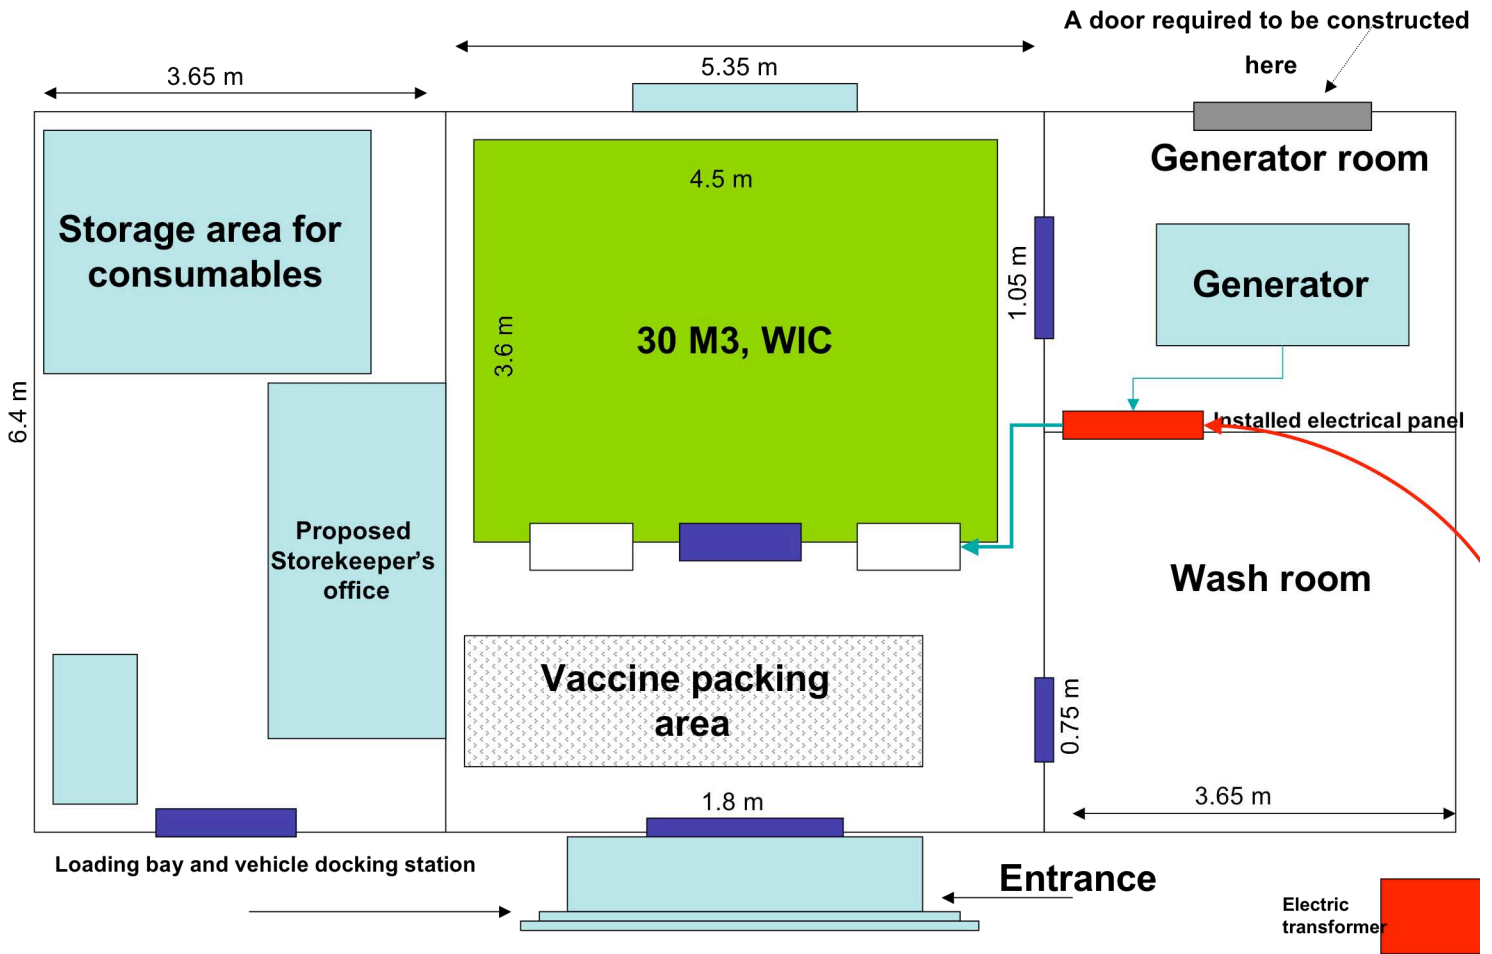 A door required to be constructed
here
3.65 m
5.35 m
Generator room
4.5 m
Storage area for
consumables
1.05 m
Generator
30 M3, WIC
3.6 m
6.4 m
Installed electrical panel
Proposed
Storekeeper's
office
Wash room
Vaccine packing
area
0.75 m
1.8 m
3.65 m
Loading bay and vehicle docking station
Entrance
Electric
transformer